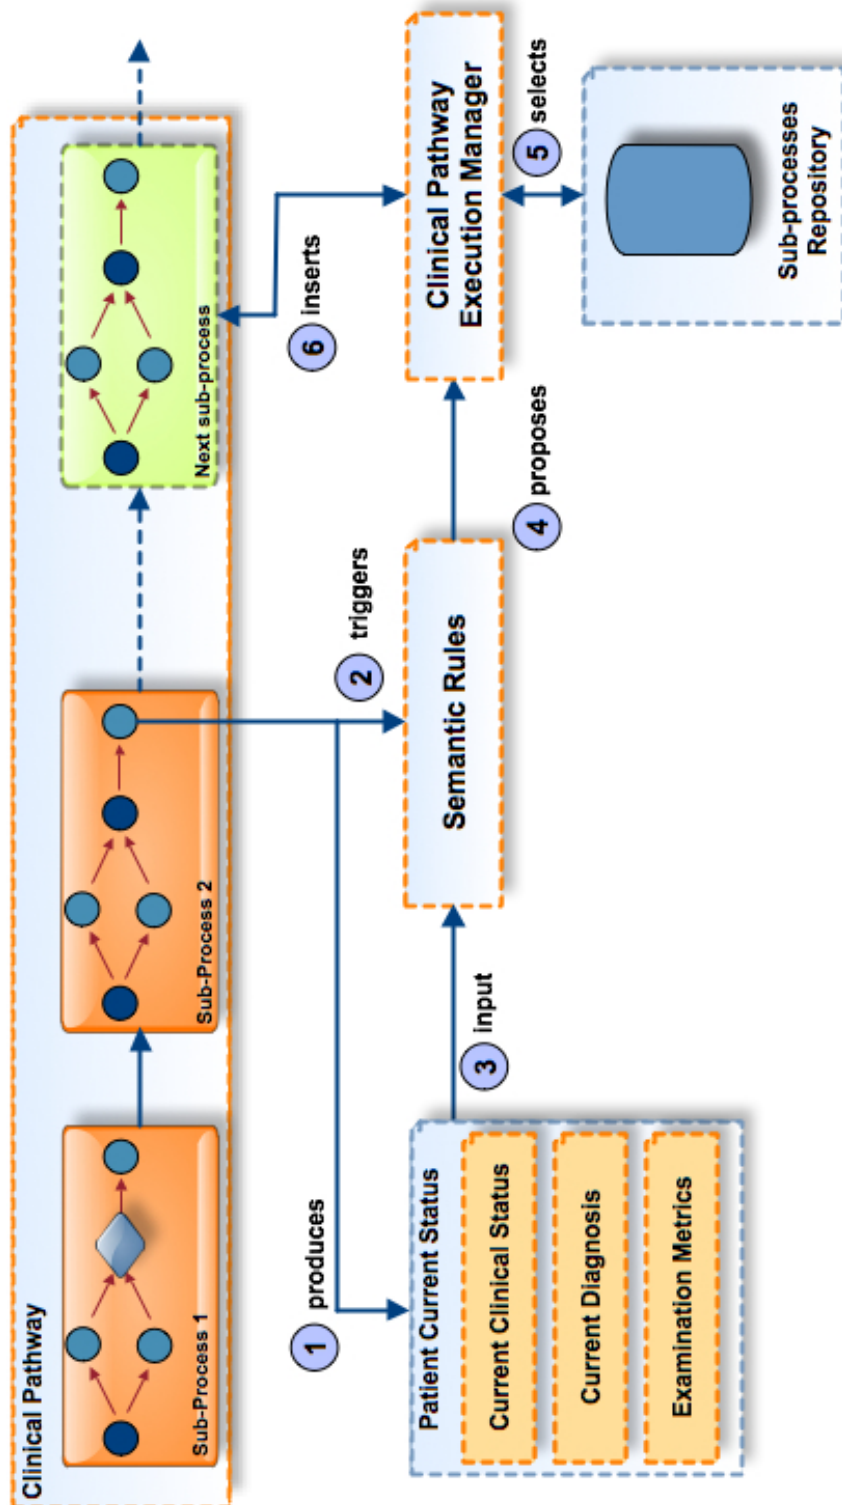 Clinical Pathway
Sub-Process 1
Sub-Process 2
Next sub-process
1 produces
2 triggers
6 inserts
Patient Current Status
Current Clinical Status
Current Diagnosis
Examination Metrics
3 input
Semantic Rules
4 proposes
Clinical Pathway
Execution Manager
5 selects
Sub-processes
Repository